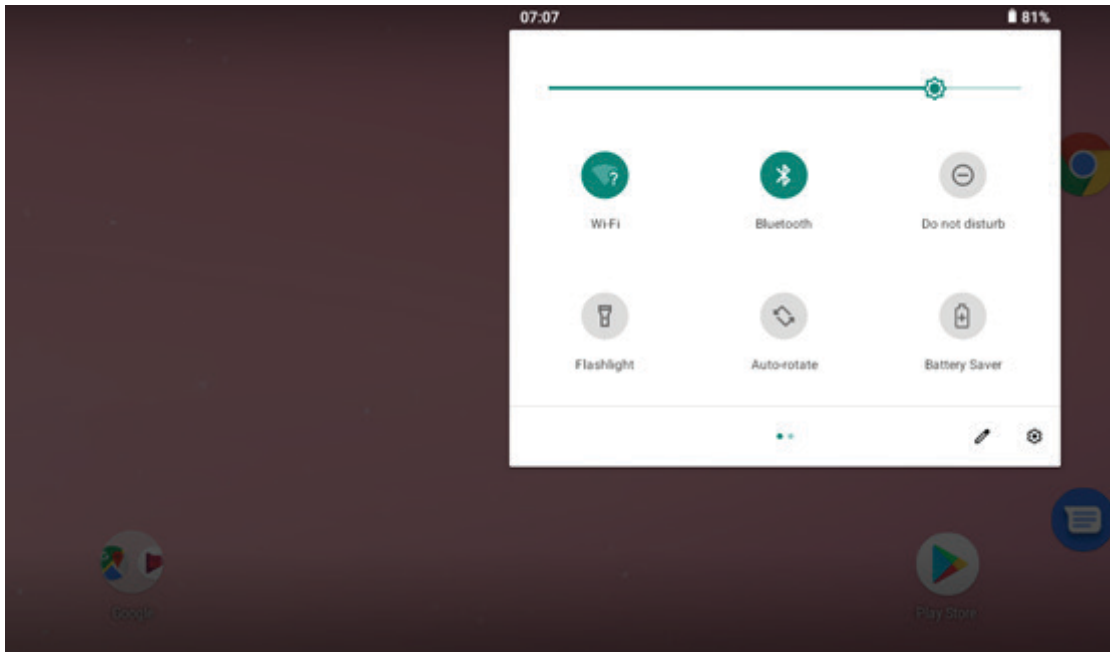 07:07 81%
?
Wi-Fi Bluetooth Do not disturb
Flashlight Auto-rotate Battery Saver
Google Play Store